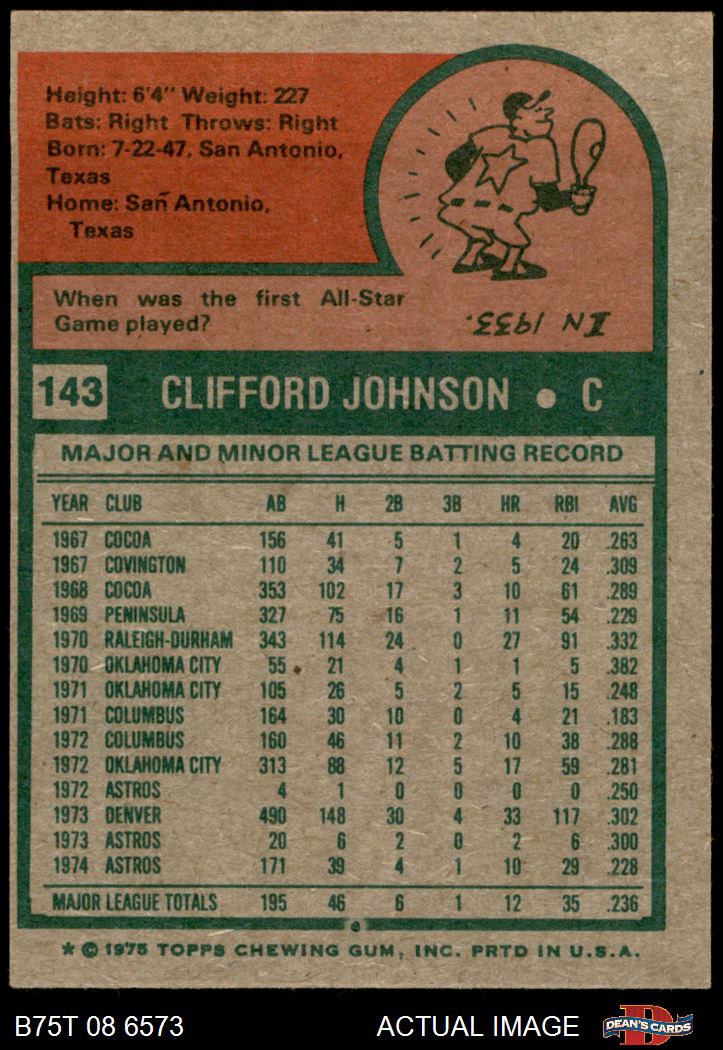 Height: 6'4" Weight: 227
Bats: Right Throws: Right
Born: 7-22-47, San Antonio,
Texas
Home: San Antonio,
Texas
When was the first All-Star
Game played?
IN 1933.
143 CLIFFORD JOHNSON • C
MAJOR AND MINOR LEAGUE BATTING RECORD
YEAR CLUB AB H 2B 3B HR RBI AVG
1967 COCOA 156 41 5 1 4 20 .263
1967 COVINGTON 110 34 7 2 5 24 .309
1968 COCOA 353 102 17 3 10 61 .289
1969 PENINSULA 327 75 16 1 11 54 .229
1970 RALEIGH-DURHAM 343 114 24 0 27 91 .332
1970 OKLAHOMA CITY 55 21 4 1 1 5 .382
1971 OKLAHOMA CITY 105 26 5 2 5 15 .248
1971 COLUMBUS 164 30 10 0 4 21 .183
1972 COLUMBUS 160 46 11 2 10 38 .288
1972 OKLAHOMA CITY 313 88 12 5 17 59 .281
1972 ASTROS 4 1 0 0 0 0 .250
1973 DENVER 490 148 30 4 33 117 .302
1973 ASTROS 20 6 2 0 2 6 .300
1974 ASTROS 171 39 4 1 10 29 .228
MAJOR LEAGUE TOTALS 195 46 6 1 12 35 .236
* © 1975 TOPPS CHEWING GUM, INC. PRTD IN U.S.A.
B75T 08 6573 ACTUAL IMAGE D DEAN'S CARDS